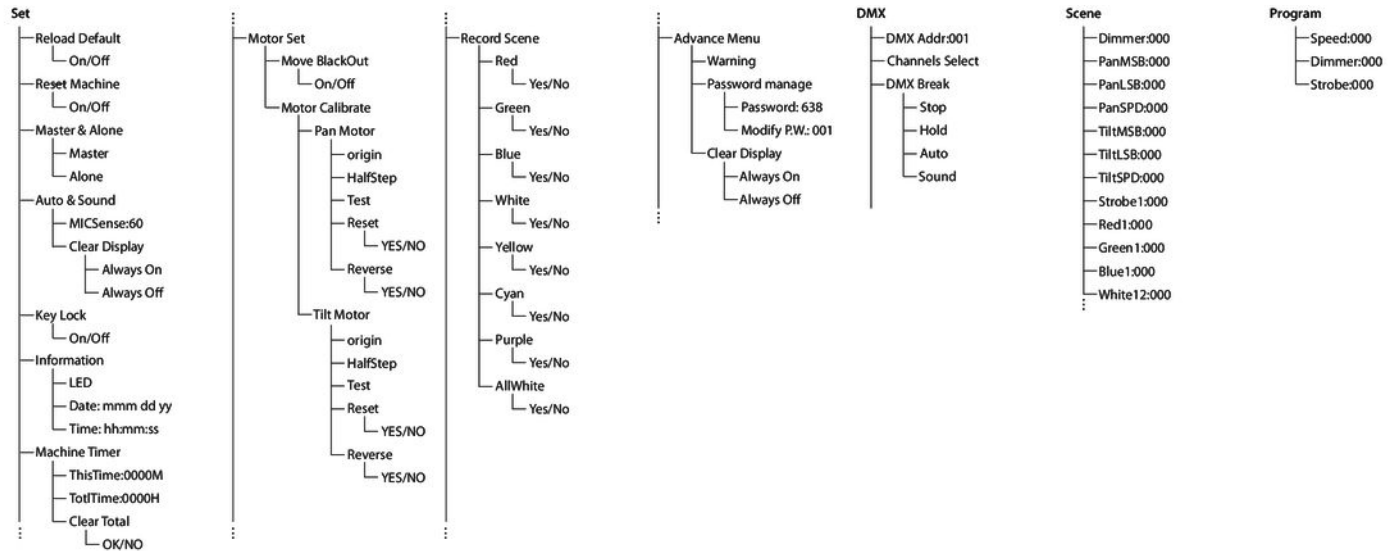 Set
Reload Default
On/Off
Reset Machine
On/Off
Master & Alone
Master
Alone
Auto & Sound
MICSense:60
Clear Display
Always On
Always Off
Key Lock
On/Off
Information
LED
Date: mmm dd yy
Time: hh:mm:ss
Machine Timer
ThisTime:0000M
TotlTime:0000H
Clear Total
OK/NO
Motor Set
Move BlackOut
On/Off
Motor Calibrate
Pan Motor
origin
HalfStep
Test
Reset
YES/NO
Reverse
YES/NO
Tilt Motor
origin
HalfStep
Test
Reset
YES/NO
Reverse
YES/NO
Record Scene
Red
Yes/No
Green
Yes/No
Blue
Yes/No
White
Yes/No
Yellow
Yes/No
Cyan
Yes/No
Purple
Yes/No
AllWhite
Yes/No
Advance Menu
Warning
Password manage
Password: 638
Modify P.W.: 001
Clear Display
Always On
Always Off
DMX
DMX Addr:001
Channels Select
DMX Break
Stop
Hold
Auto
Sound
Scene
Dimmer:000
PanMSB:000
PanLSB:000
PanSPD:000
TiltMSB:000
TiltLSB:000
TiltSPD:000
Strobe1:000
Red1:000
Green1:000
Blue1:000
White12:000
Program
Speed:000
Dimmer:000
Strobe:000